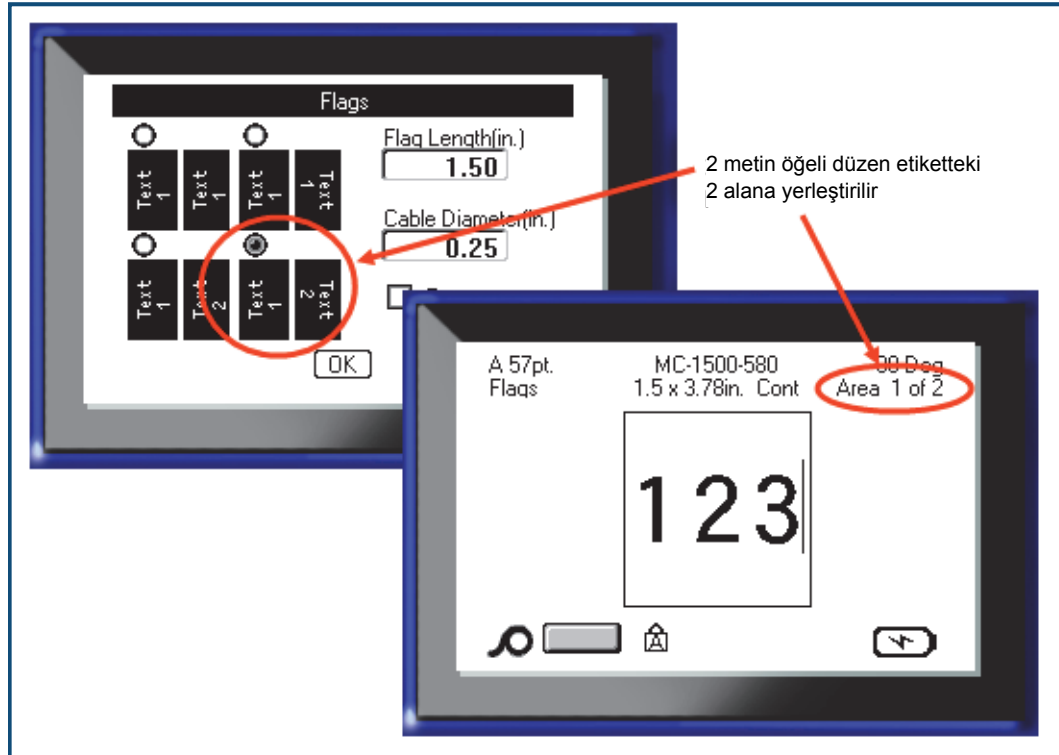 Flags
Flag Length(in.)
1.50
Text 1
Text 1
Text 1
Text 1
Cable Diameter(in.)
0.25
Text 1
Text 2
Text 1
Text 2
OK
2 metin öğeli düzen etiketteki
2 alana yerleştirilir
A 57pt.
MC-1500-580
Deg
Flags
1.5 x 3.78in. Cont
Area 1 of 2
123
A